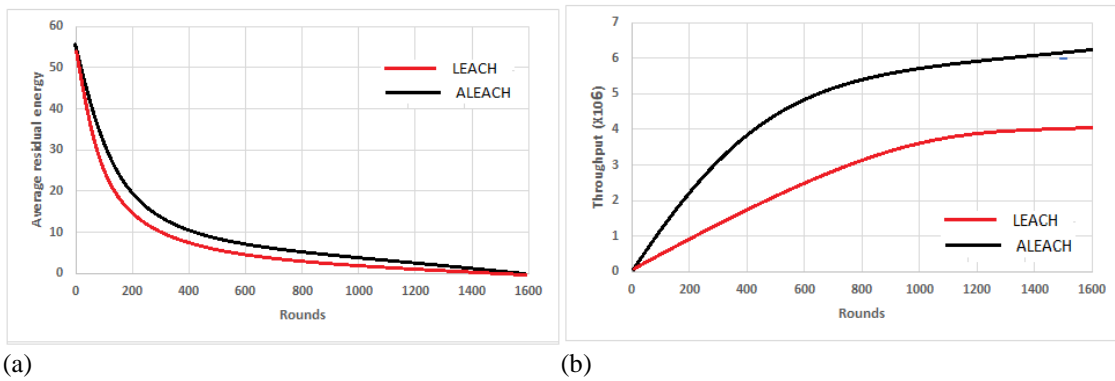 60
50
40
30
20
10
0
Average residual energy
LEACH
ALEACH
0 200 400 600 800 1000 1200 1400 1600
Rounds
(a)
7
6
5
4
3
2
1
0
Throughput (X106)
LEACH
ALEACH
0 200 400 600 800 1000 1200 1400 1600
Rounds
(b)